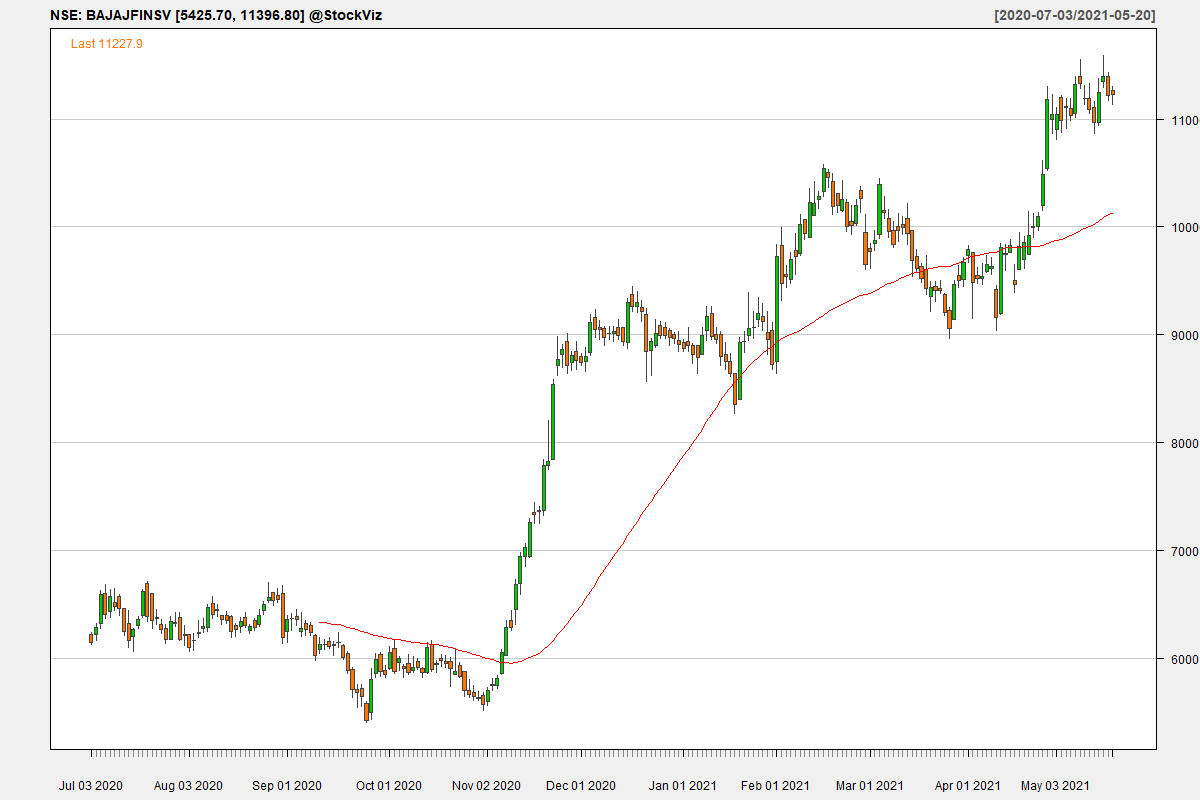 NSE: BAJAJFINSV [5425.70, 11396.80] @StockViz [2020-07-03/2021-05-20]
Last 11227.9
11000
10000
9000
8000
7000
6000
Jul 03 2020 Aug 03 2020 Sep 01 2020 Oct 01 2020 Nov 02 2020 Dec 01 2020 Jan 01 2021 Feb 01 2021 Mar 01 2021 Apr 01 2021 May 03 2021